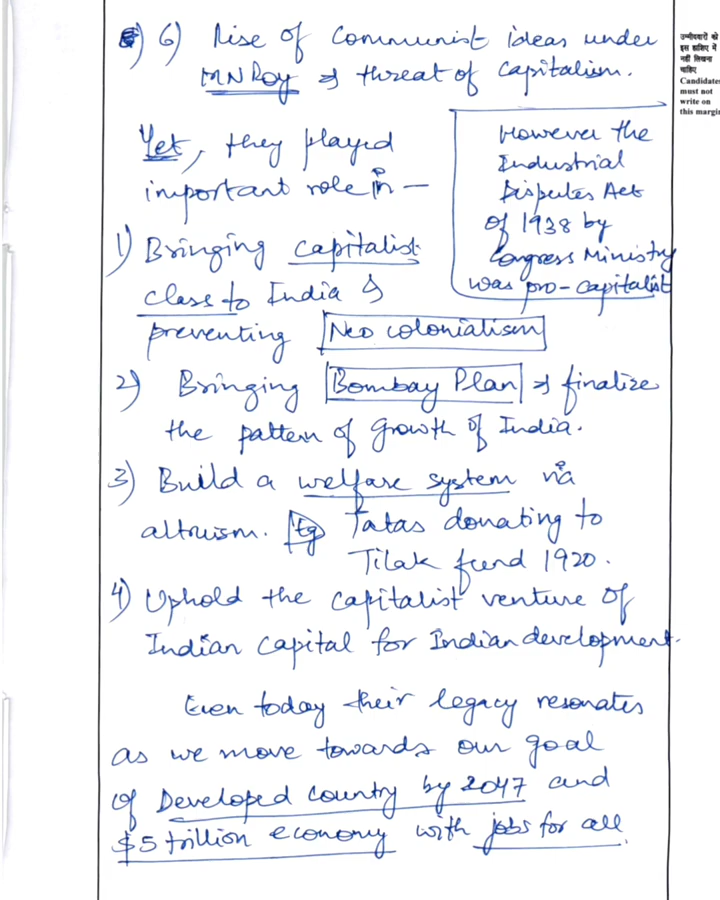 6) Rise of Communist ideas under
MN Roy & threat of capitalism.
उम्मीदवारों को
इस हाशिए में
नहीं लिखना
चाहिए
Candidates
must not
write on
this margin
Yet, they played
important role in –
However the
Industrial
Disputes Act
of 1938 by
Congress Ministry
was pro-capitalist
1) Bringing capitalist
class to India &
preventing Neo colonialism
2) Bringing Bombay Plan & finalize
the pattern of growth of India.
3) Build a welfare system via
altruism. Eg Tatas donating to
Tilak fund 1920.
4) Uphold the capitalist venture of
Indian capital for Indian development.
Even today their legacy resonates
as we move towards our goal
of Developed country by 2047 and
$5 trillion economy with jobs for all.